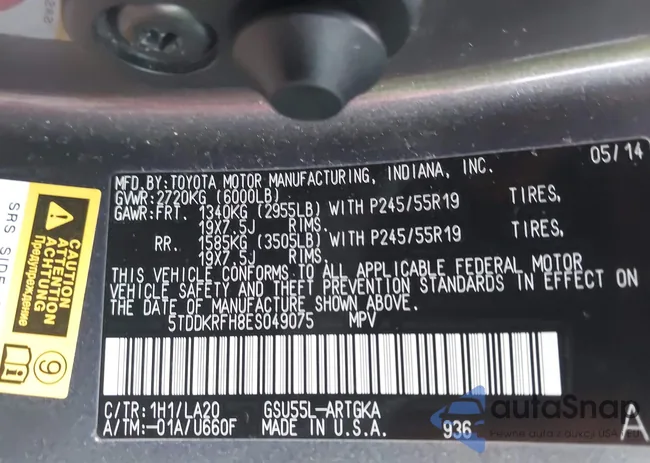 05/14
MFD.BY:TOYOTA MOTOR MANUFACTURING, INDIANA, INC.
GVWR:2720KG (6000LB)
GAWR:FRT. 1340KG (2955LB) WITH P245/55R19 TIRES,
19X7.5J RIMS.
RR. 1585KG (3505LB) WITH P245/55R19 TIRES,
19X7.5J RIMS.
THIS VEHICLE CONFORMS TO ALL APPLICABLE FEDERAL MOTOR
VEHICLE SAFETY AND THEFT PREVENTION STANDARDS IN EFFECT ON
THE DATE OF MANUFACTURE SHOWN ABOVE.
5TDDKRFH8ES049075 MPV
C/TR:1H1/LA20 GSU55L-ARTGKA
A/TM:-01A/U660F MADE IN U.S.A. 936 A
CAUTION
ATTENTION
ACHTUNG
Предупреждение
SRS SIDE
9
autoSnap